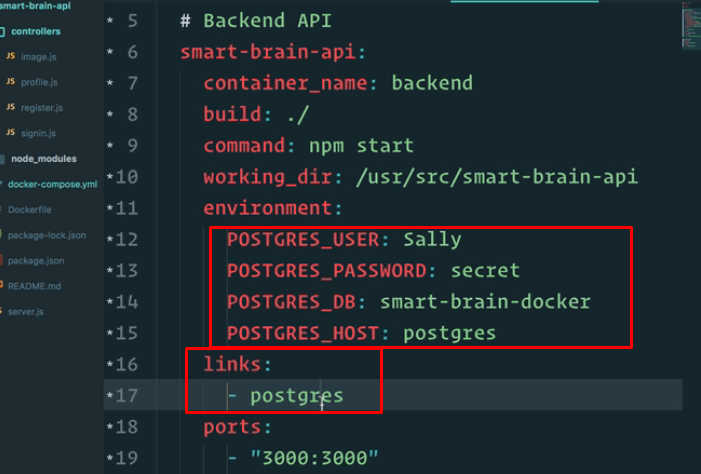 smart-brain-api
controllers
JS image.js
JS profile.js
JS register.js
JS signin.js
node_modules
docker-compose.yml
Dockerfile
package-lock.json
package.json
README.md
server.js
* 5 # Backend API
* 6 smart-brain-api:
* 7 container_name: backend
* 8 build: ./
* 9 command: npm start
*10 working_dir: /usr/src/smart-brain-api
*11 environment:
*12 POSTGRES_USER: Sally
*13 POSTGRES_PASSWORD: secret
*14 POSTGRES_DB: smart-brain-docker
*15 POSTGRES_HOST: postgres
*16 links:
*17 - postgres
*18 ports:
*19 - "3000:3000"